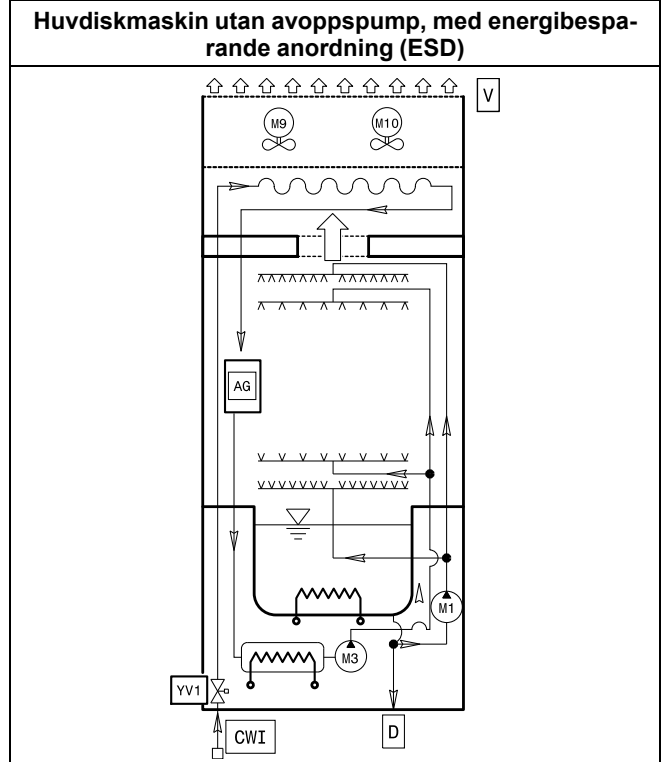 Huvdiskmaskin utan avoppspump, med energibespa-
rande anordning (ESD)
V
M9 M10
AG
M1
M3
YV1
CWI
D